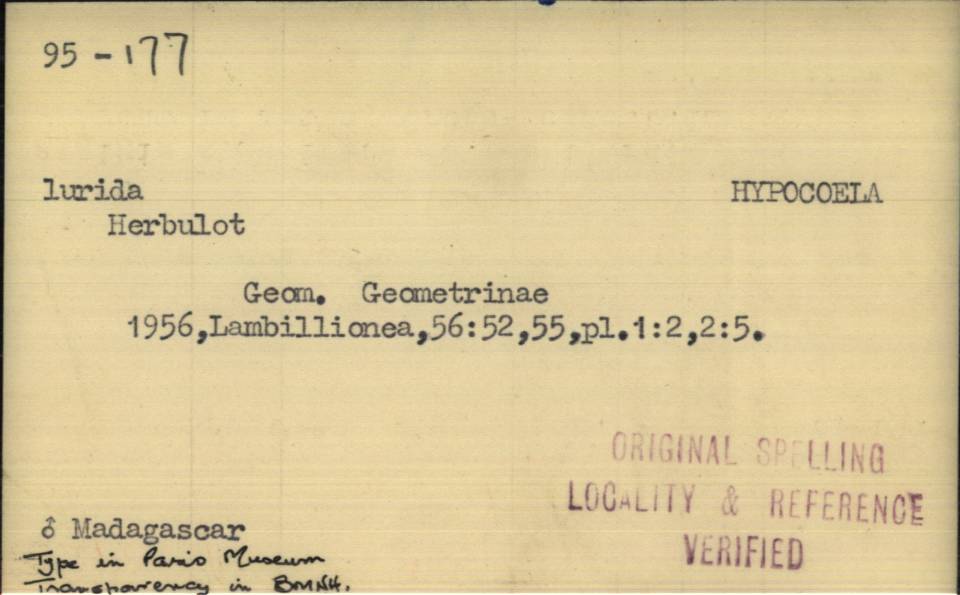 95 - 177
lurida HYPOCOELA
Herbulot
Geom. Geometrinae
1956,Lambillionea,56:52,55,pl.1:2,2:5.
ORIGINAL SPELLING
LOCALITY & REFERENCE
VERIFIED
♂ Madagascar
Type in Paris Museum
Transparency in BMNH.